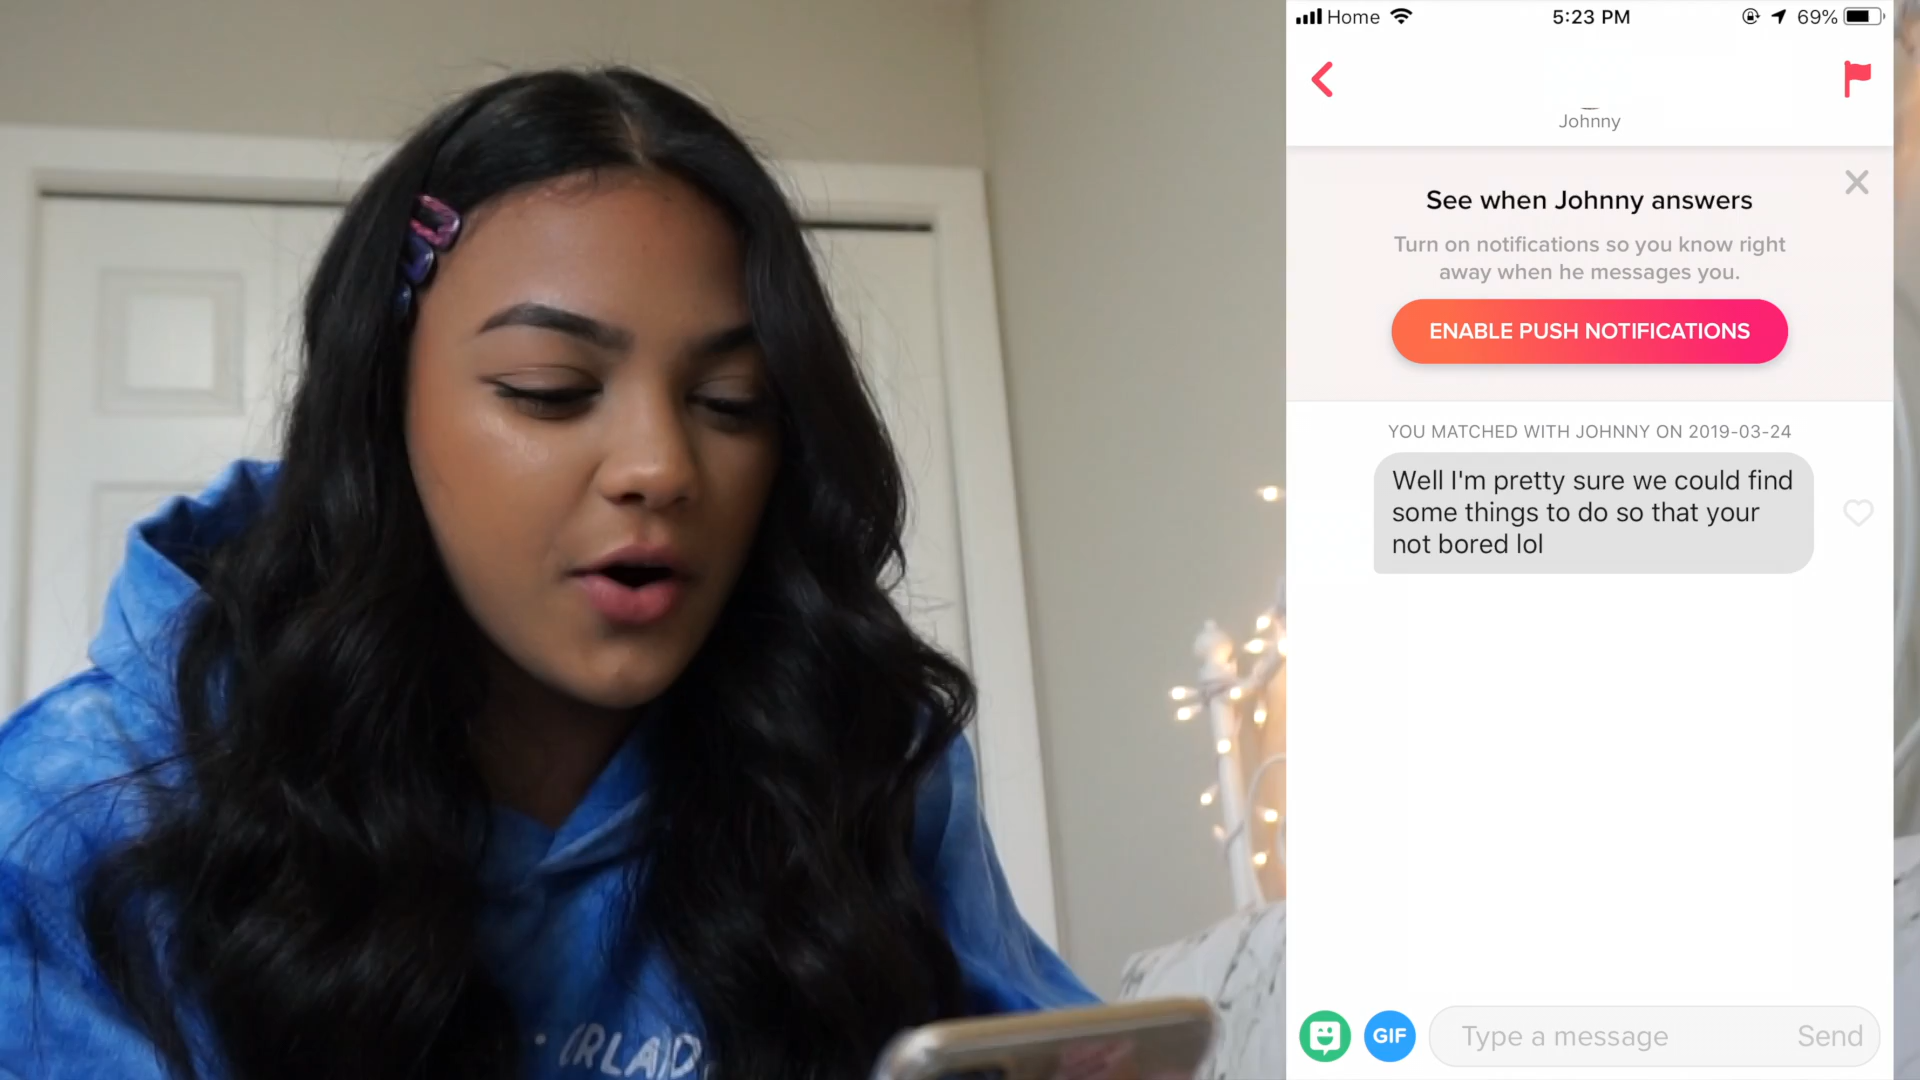 Home
5:23 PM
69%
Johnny
See when Johnny answers
Turn on notifications so you know right
away when he messages you.
ENABLE PUSH NOTIFICATIONS
YOU MATCHED WITH JOHNNY ON 2019-03-24
Well I'm pretty sure we could find
some things to do so that your
not bored lol
GIF
Type a message
Send